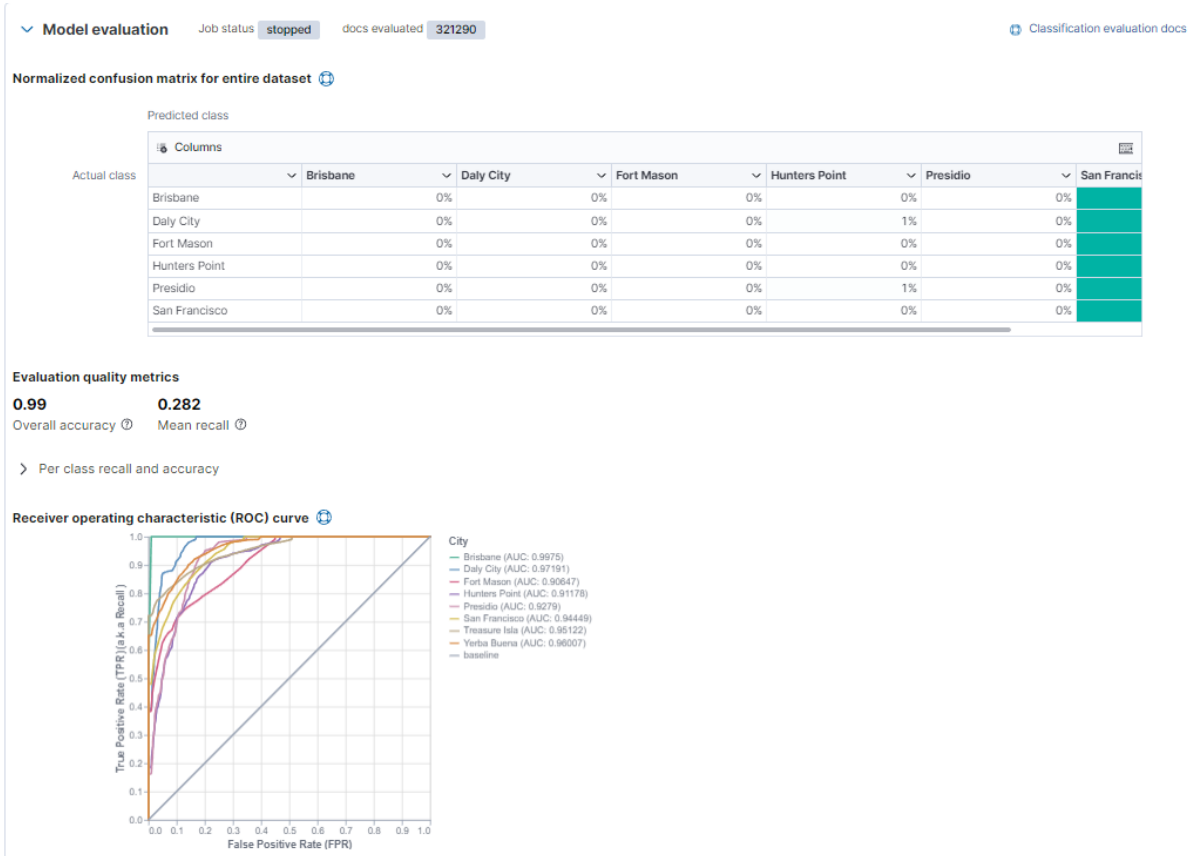 Model evaluation Job status stopped docs evaluated 321290 Classification evaluation docs
Normalized confusion matrix for entire dataset
Predicted class
Columns
Actual class Brisbane Daly City Fort Mason Hunters Point Presidio San Francis
Brisbane 0% 0% 0% 0% 0%
Daly City 0% 0% 0% 1% 0%
Fort Mason 0% 0% 0% 0% 0%
Hunters Point 0% 0% 0% 0% 0%
Presidio 0% 0% 0% 1% 0%
San Francisco 0% 0% 0% 0% 0%
Evaluation quality metrics
0.99 0.282
Overall accuracy Mean recall
Per class recall and accuracy
Receiver operating characteristic (ROC) curve
True Positive Rate (TPR) (a.k.a Recall)
1.0
0.9
0.8
0.7
0.6
0.5
0.4
0.3
0.2
0.1
0.0
0.0 0.1 0.2 0.3 0.4 0.5 0.6 0.7 0.8 0.9 1.0
False Positive Rate (FPR)
City
Brisbane (AUC: 0.9975)
Daly City (AUC: 0.97191)
Fort Mason (AUC: 0.90647)
Hunters Point (AUC: 0.91178)
Presidio (AUC: 0.9279)
San Francisco (AUC: 0.94449)
Treasure Isla (AUC: 0.95122)
Yerba Buena (AUC: 0.96007)
baseline